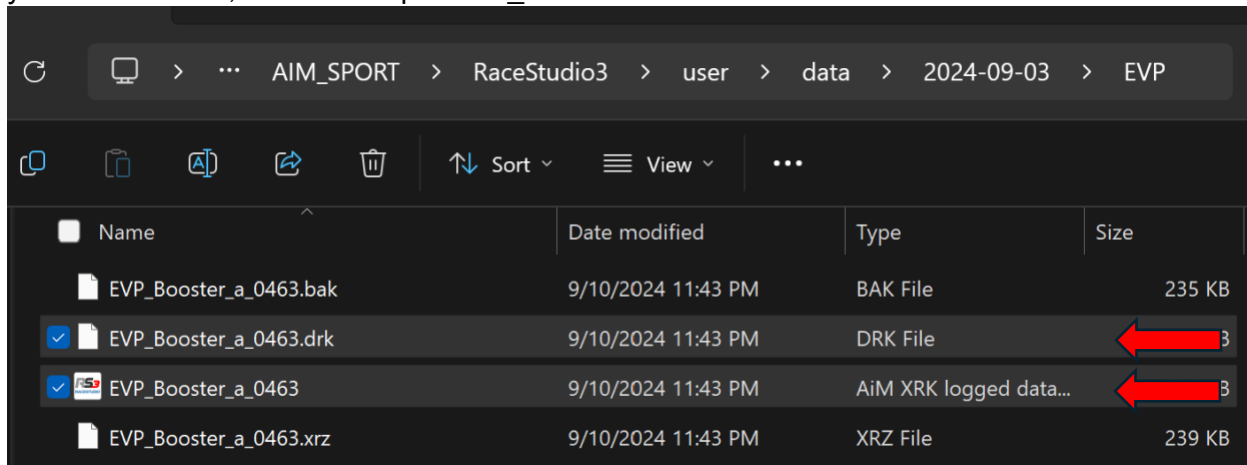 AIM_SPORT > RaceStudio3 > user > data > 2024-09-03 > EVP
Sort View
Name Date modified Type Size
EVP_Booster_a_0463.bak 9/10/2024 11:43 PM BAK File 235 KB
EVP_Booster_a_0463.drk 9/10/2024 11:43 PM DRK File B
RS3 EVP_Booster_a_0463 9/10/2024 11:43 PM AiM XRK logged data... B
EVP_Booster_a_0463.xrz 9/10/2024 11:43 PM XRZ File 239 KB